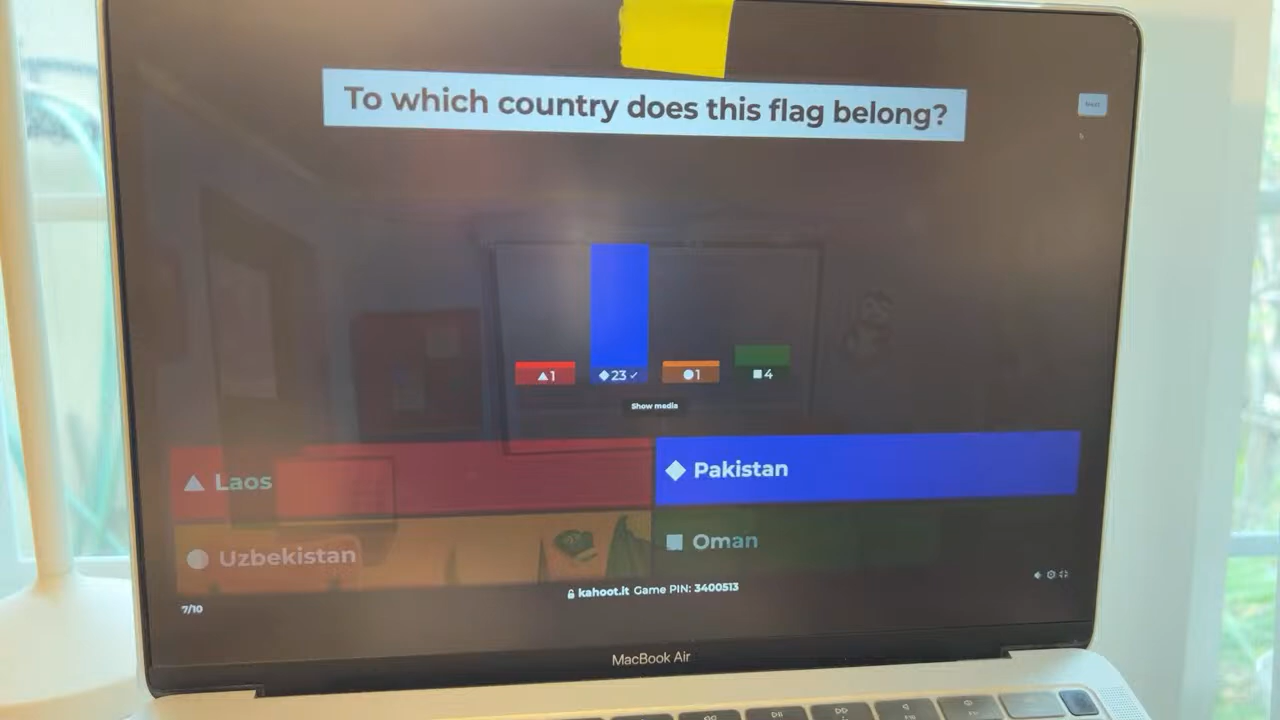 To which country does this flag belong?
▲1
◆23 ✓
●1
■4
Show media
Laos
Pakistan
Uzbekistan
Oman
kahoot.it Game PIN: 3400513
7/10
MacBook Air